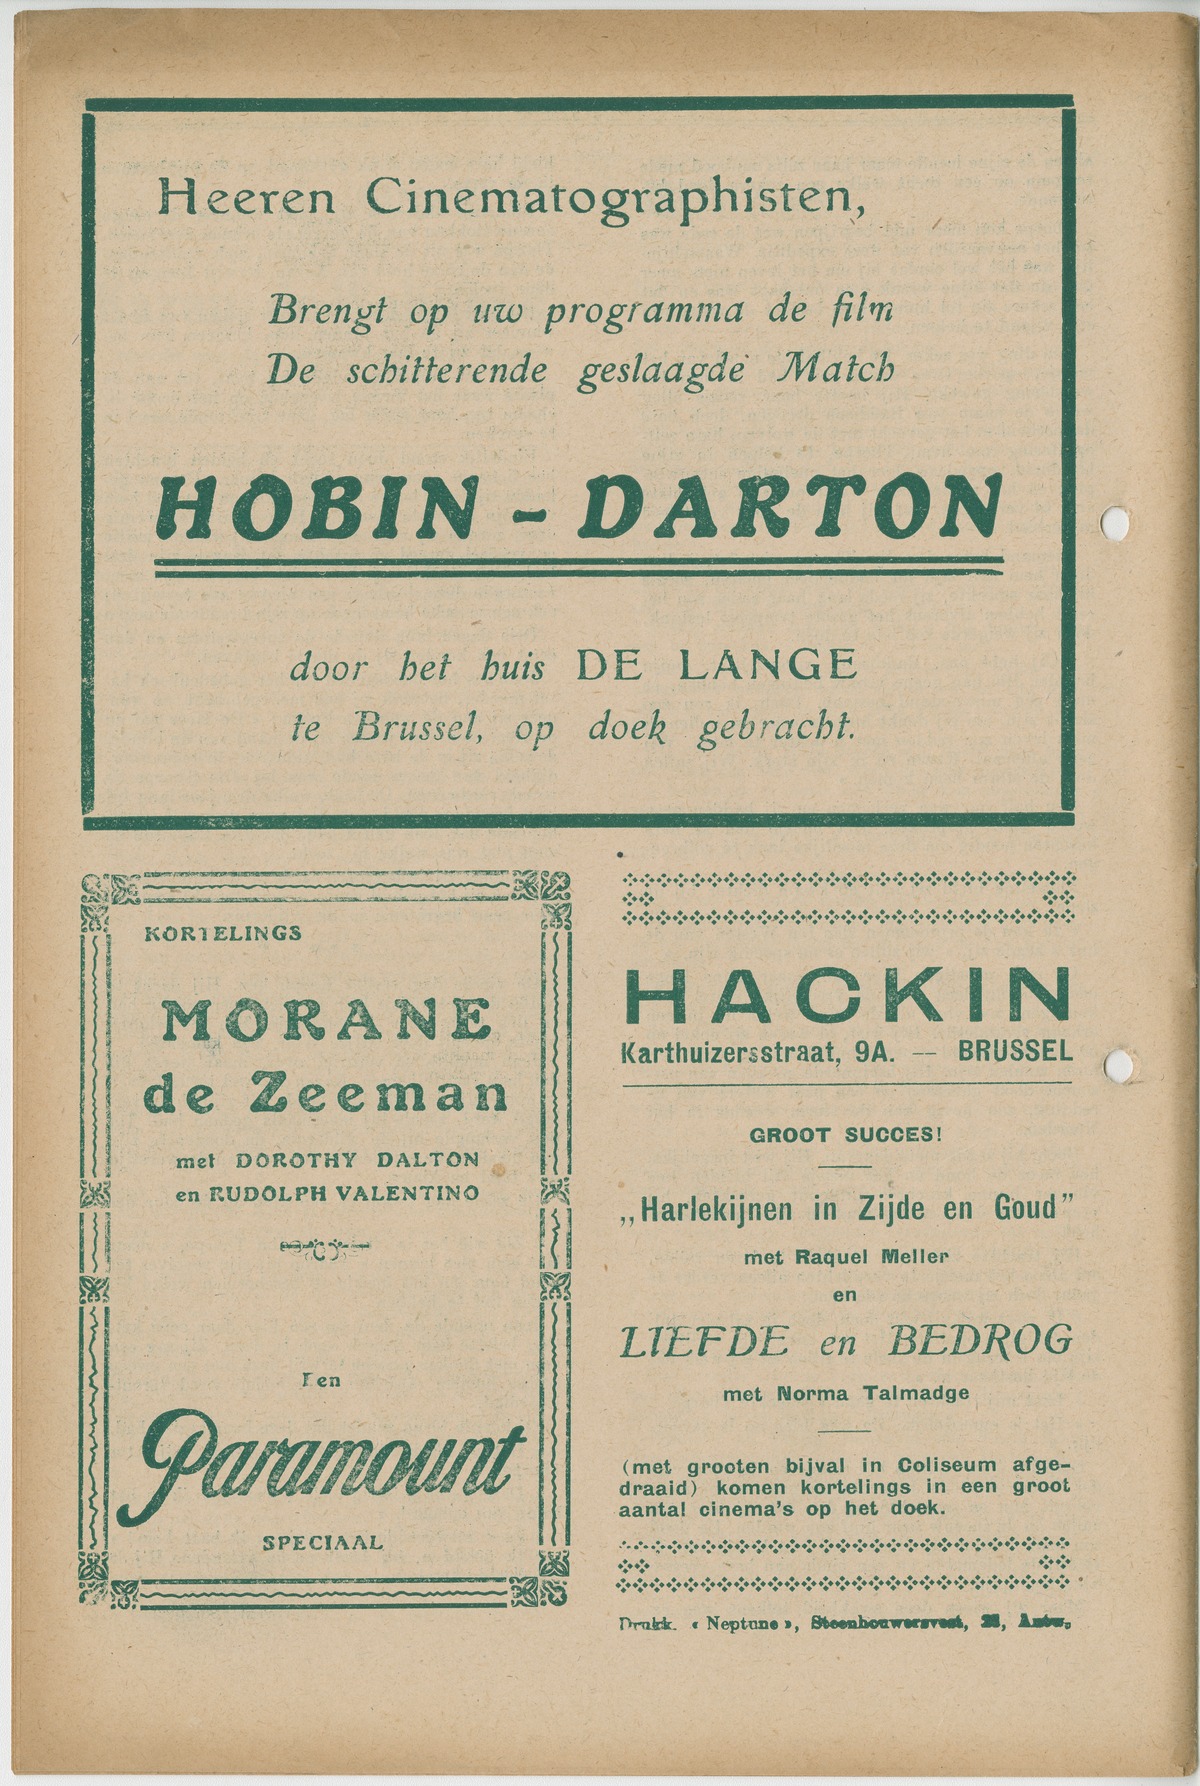 Heeren Cinematographisten,
Brengt op uw programma de film
De schitterende geslaagde Match
HOBIN - DARTON
door het huis DE LANGE
te Brussel, op doek gebracht.
KORTELINGS
MORANE
de Zeeman
met DOROTHY DALTON
en RUDOLPH VALENTINO
Een
Paramount
SPECIAAL
HACKIN
Karthuizersstraat, 9A. — BRUSSEL
GROOT SUCCES!
„Harlekijnen in Zijde en Goud”
met Raquel Meller
en
LIEFDE en BEDROG
met Norma Talmadge
(met grooten bijval in Coliseum afge-
draaid) komen kortelings in een groot
aantal cinema's op het doek.
Drukk. « Neptune », Steenhouwersvest, Antw.